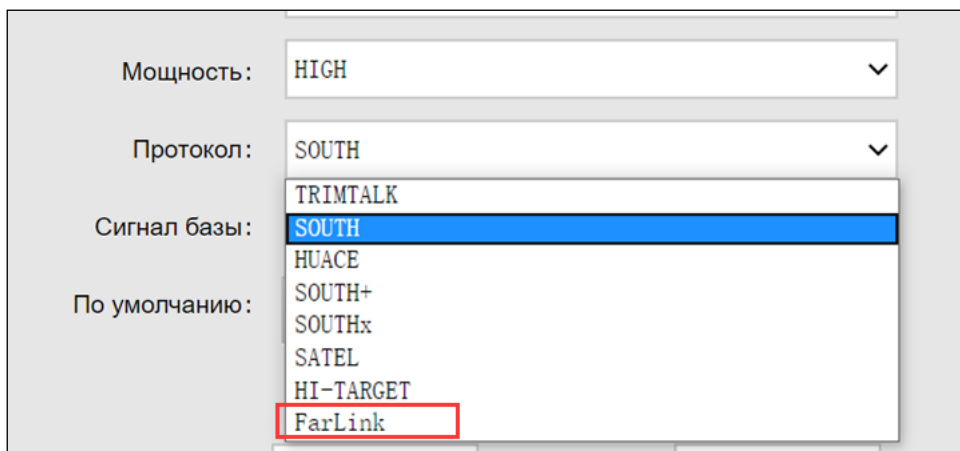 Мощность: HIGH
Протокол: SOUTH
TRIMTALK
Сигнал базы: SOUTH
HUACE
По умолчанию: SOUTH+
SOUTHx
SATEL
HI-TARGET
FarLink